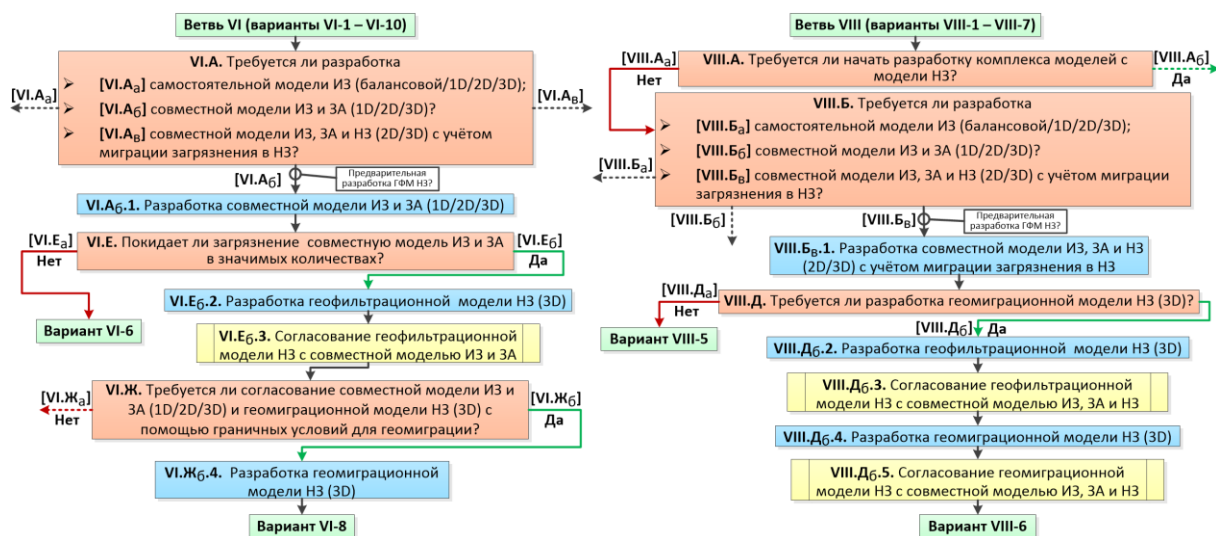 Ветвь VI (варианты VI-1 – VI-10)
VI.А. Требуется ли разработка
[VI.Аа] самостоятельной модели ИЗ (балансового/1D/2D/3D);
[VI.Аб] совместной модели ИЗ и ЗА (1D/2D/3D)?
[VI.Ав] совместной модели ИЗ, ЗА и НЗ (2D/3D) с учётом
миграции загрязнения в НЗ?
[VI.Аа]
[VI.Ав]
[VI.Аб]
Предварительная
разработка ГФМ НЗ?
VI.Аб.1. Разработка совместной модели ИЗ и ЗА (1D/2D/3D)
[VI.Еа]
Нет
VI.Е. Покидает ли загрязнение совместную модель ИЗ и ЗА
в значимых количествах?
[VI.Еб]
Да
VI.Еб.2. Разработка геофильтрационной модели НЗ (3D)
Вариант VI-6
VI.Еб.3. Согласование геофильтрационной
модели НЗ с совместной моделью ИЗ и ЗА
[VI.Жа]
Нет
VI.Ж. Требуется ли согласование совместной модели ИЗ и
ЗА (1D/2D/3D) и геомиграционной модели НЗ (3D) с
помощью граничных условий для геомиграции?
[VI.Жб]
Да
VI.Жб.4. Разработка геомиграционной
модели НЗ (3D)
Вариант VI-8
Ветвь VIII (варианты VIII-1 – VIII-7)
[VIII.Аа]
Нет
VIII.А. Требуется ли начать разработку комплекса моделей с
модели НЗ?
[VIII.Аб]
Да
VIII.Б. Требуется ли разработка
[VIII.Ба] самостоятельной модели ИЗ (балансовой/1D/2D/3D);
[VIII.Бб] совместной модели ИЗ и ЗА (1D/2D/3D)?
[VIII.Бв] совместной модели ИЗ, ЗА и НЗ (2D/3D) с учётом миграции
загрязнения в НЗ?
[VIII.Ба]
[VIII.Бб]
[VIII.Бв]
Предварительная
разработка ГФМ НЗ?
VIII.Бв.1. Разработка совместной модели ИЗ, ЗА и НЗ
(2D/3D) с учётом миграции загрязнения в НЗ
[VIII.Да]
Нет
VIII.Д. Требуется ли разработка геомиграционной модели НЗ (3D)?
Вариант VIII-5
[VIII.Дб]
Да
VIII.Дб.2. Разработка геофильтрационной модели НЗ (3D)
VIII.Дб.3. Согласование геофильтрационной
модели НЗ с совместной моделью ИЗ, ЗА и НЗ
VIII.Дб.4. Разработка геомиграционной модели НЗ (3D)
VIII.Дб.5. Согласование геомиграционной
модели НЗ с совместной моделью ИЗ, ЗА и НЗ
Вариант VIII-6